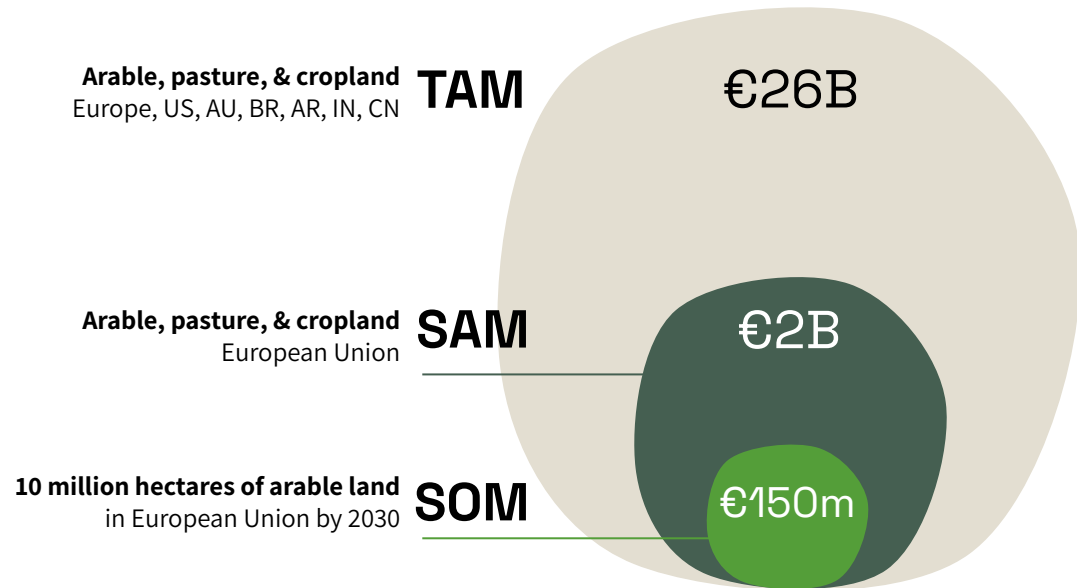 Arable, pasture, & cropland
Europe, US, AU, BR, AR, IN, CN
TAM
€26B
Arable, pasture, & cropland
European Union
SAM
€2B
10 million hectares of arable land
in European Union by 2030
SOM
€150m